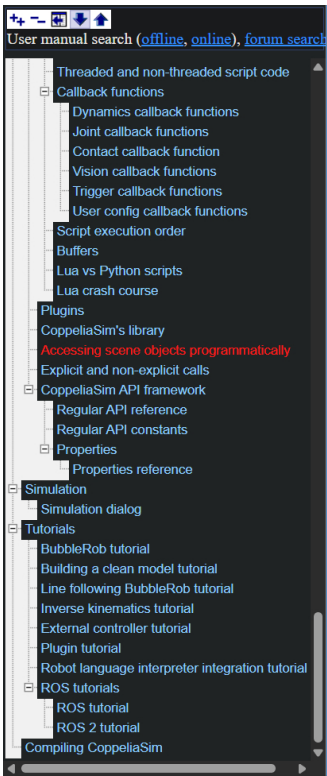 User manual search (offline, online), forum search
Threaded and non-threaded script code
Callback functions
Dynamics callback functions
Joint callback functions
Contact callback function
Vision callback functions
Trigger callback functions
User config callback functions
Script execution order
Buffers
Lua vs Python scripts
Lua crash course
Plugins
CoppeliaSim's library
Accessing scene objects programmatically
Explicit and non-explicit calls
CoppeliaSim API framework
Regular API reference
Regular API constants
Properties
Properties reference
Simulation
Simulation dialog
Tutorials
BubbleRob tutorial
Building a clean model tutorial
Line following BubbleRob tutorial
Inverse kinematics tutorial
External controller tutorial
Plugin tutorial
Robot language interpreter integration tutorial
ROS tutorials
ROS tutorial
ROS 2 tutorial
Compiling CoppeliaSim